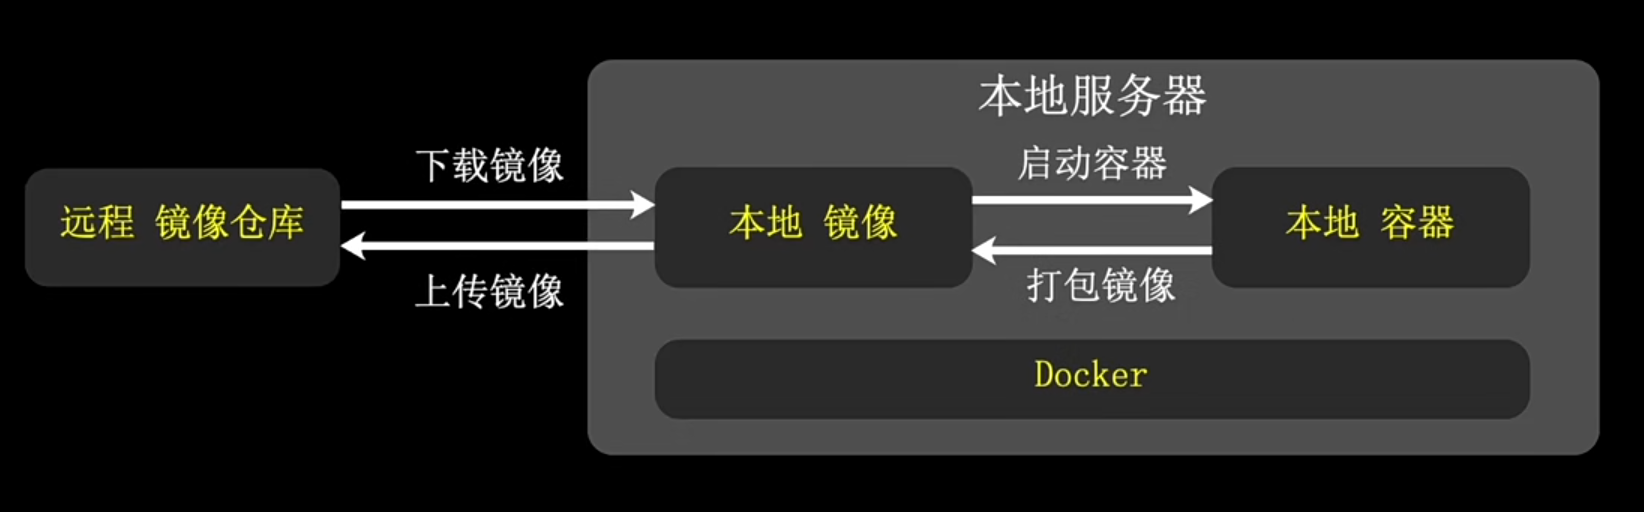 本地服务器
下载镜像
启动容器
远程 镜像仓库
本地 镜像
本地 容器
上传镜像
打包镜像
Docker